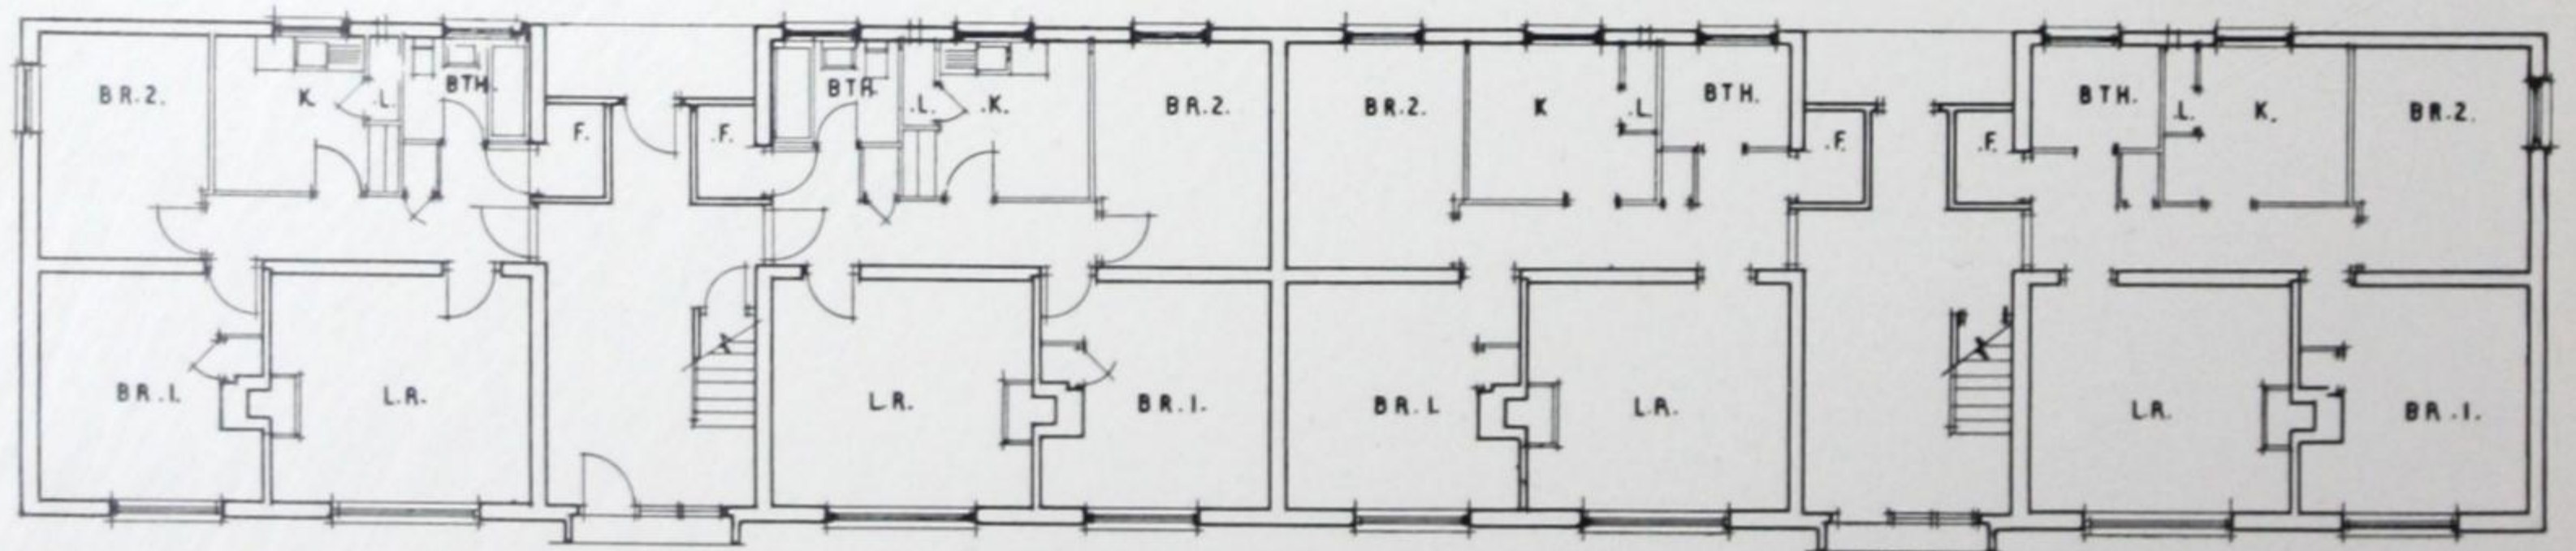 BR.2.
K.
.L.
BTH.
F.
.F.
BTH.
.L.
.K.
BR.2.
BR.2.
K
.L.
BTH.
.F.
.F.
BTH.
.L.
K.
BR.2.
BR.1.
L.R.
L.R.
BR.1.
BR.1.
L.R.
L.R.
BR.1.